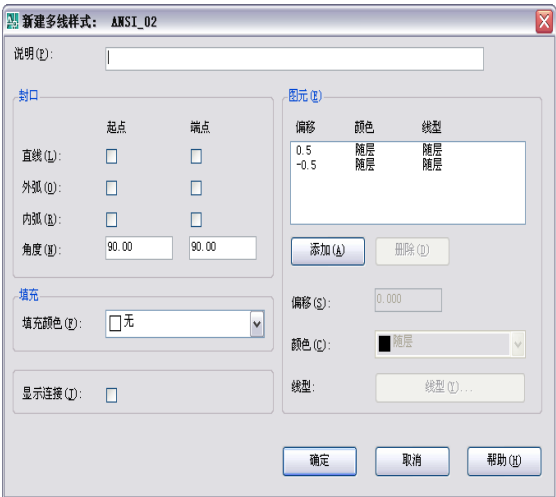 新建多线样式: ANSI_02
说明(P):
封口
起点 端点
直线(L):
外弧(O):
内弧(R):
角度(N): 90.00 90.00
填充
填充颜色(F): 无
显示连接(J):
图元(E)
偏移 颜色 线型
0.5 随层 随层
-0.5 随层 随层
添加(A) 删除(D)
偏移(S): 0.000
颜色(C): 随层
线型: 线型(Y)...
确定 取消 帮助(H)